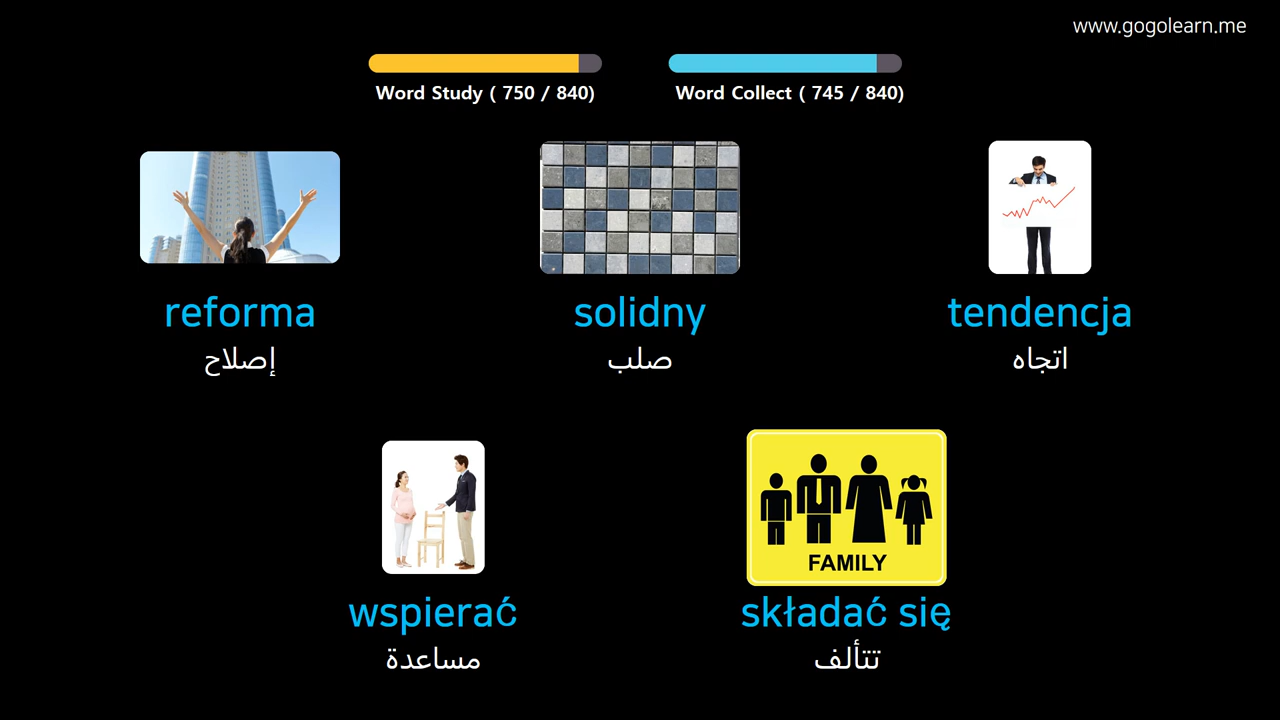 www.gogolearn.me
Word Study ( 750 / 840)
Word Collect ( 745 / 840)
reforma
إصلاح
solidny
صلب
tendencja
اتجاه
wspierać
مساعدة
FAMILY
składać się
تتألف